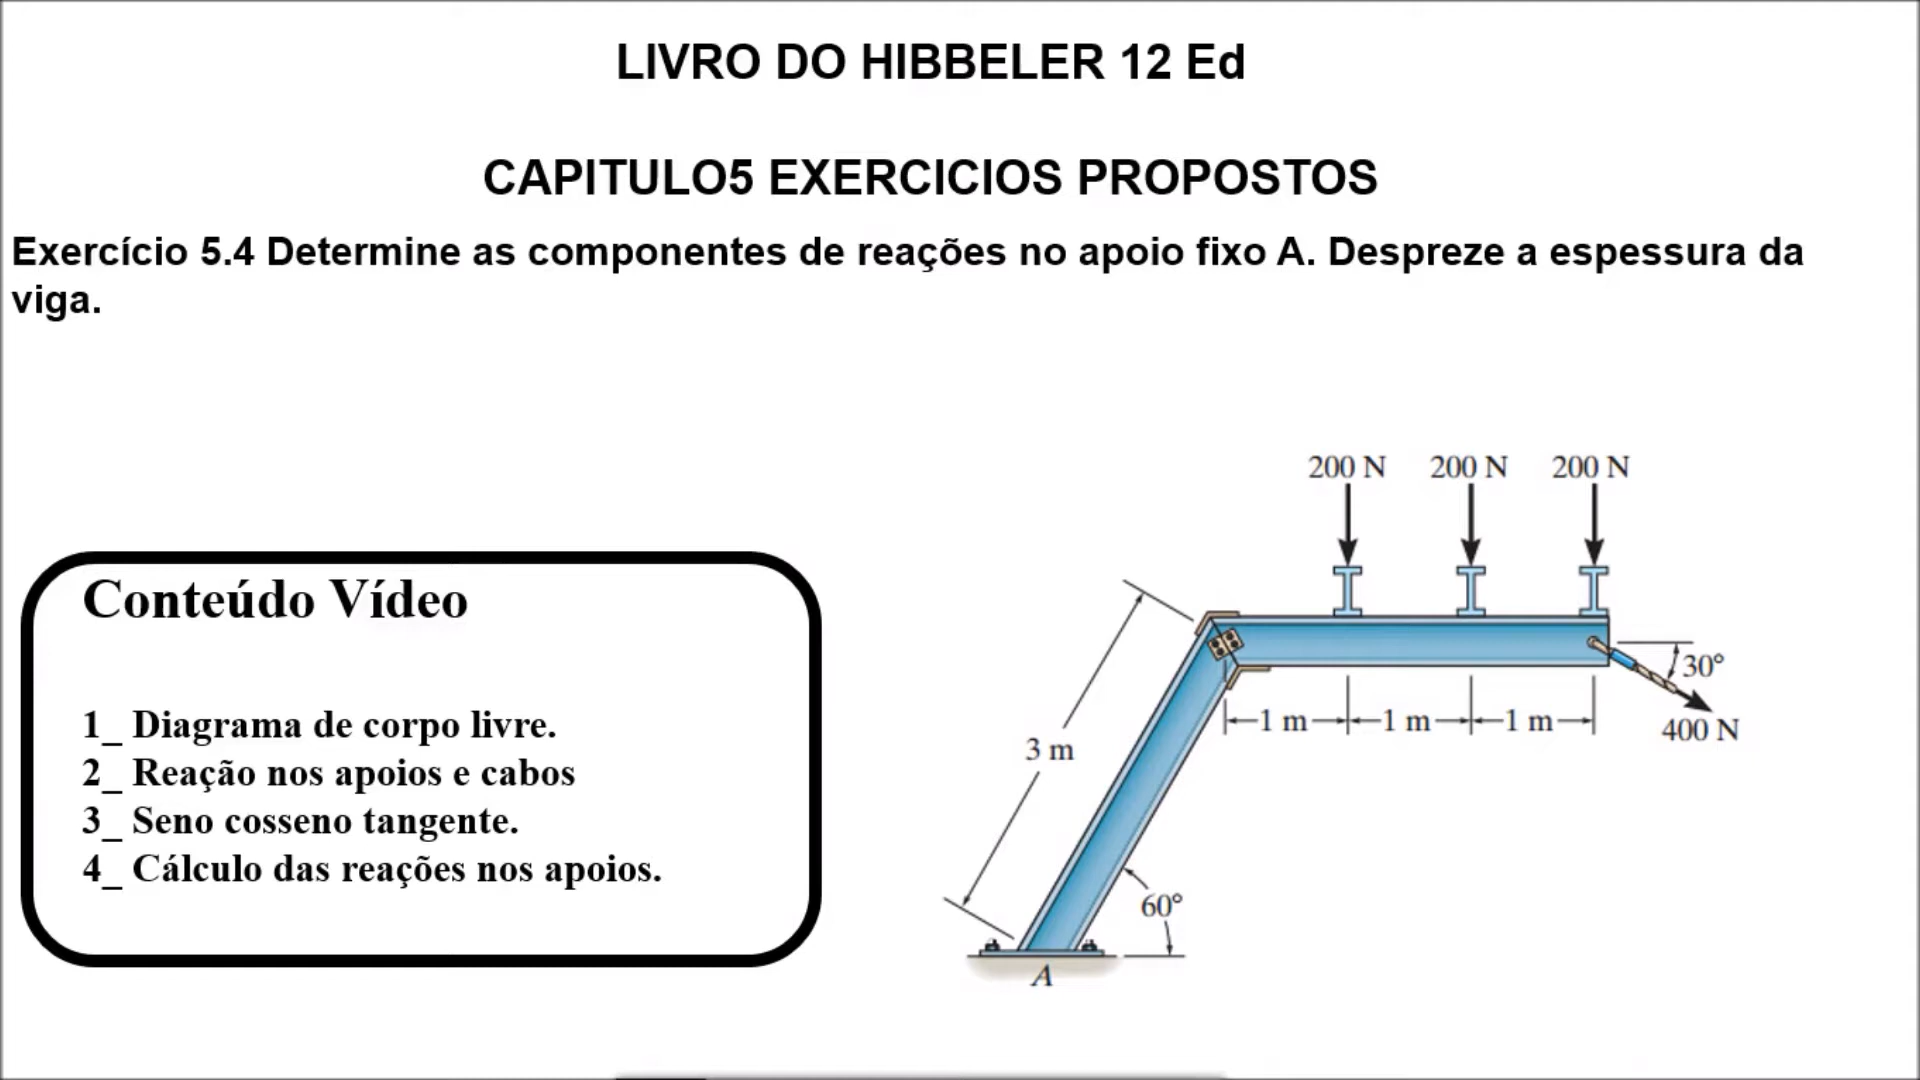 LIVRO DO HIBBELER 12 Ed
CAPITULO5 EXERCICIOS PROPOSTOS
Exercício 5.4 Determine as componentes de reações no apoio fixo A. Despreze a espessura da
viga.
Conteúdo Vídeo
1_ Diagrama de corpo livre.
2_ Reação nos apoios e cabos
3_ Seno cosseno tangente.
4_ Cálculo das reações nos apoios.
200 N 200 N 200 N
30°
1 m 1 m 1 m
400 N
3 m
60°
A